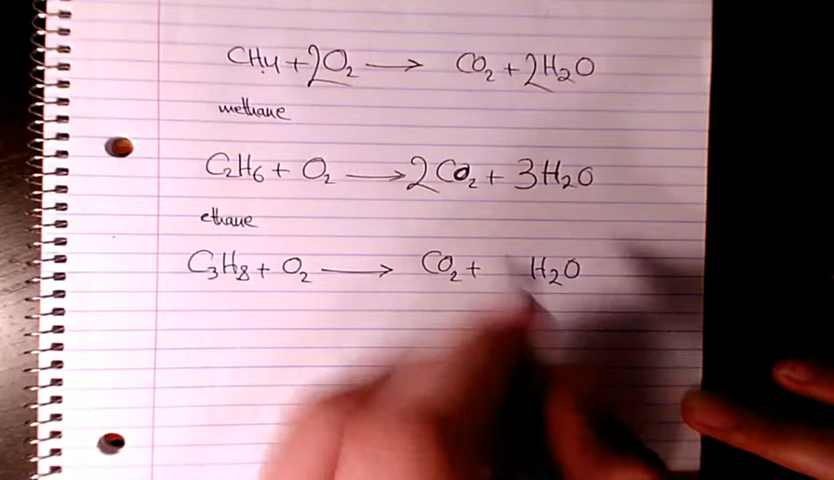 CH₄ + 2O₂ → CO₂ + 2H₂O
methane
C₂H₆ + O₂ → 2CO₂ + 3H₂O
ethane
C₃H₈ + O₂ → CO₂ + H₂O